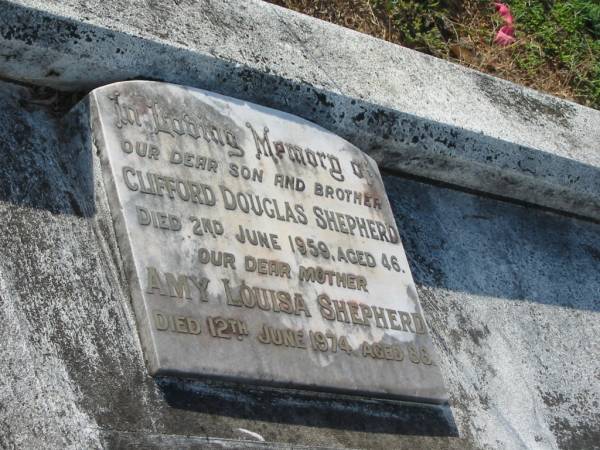 In Loving Memory of
OUR DEAR SON AND BROTHER
CLIFFORD DOUGLAS SHEPHERD
DIED 2ND JUNE 1959, AGED 46.
OUR DEAR MOTHER
AMY LOUISA SHEPHERD
DIED 12TH JUNE 1974. AGED 88.